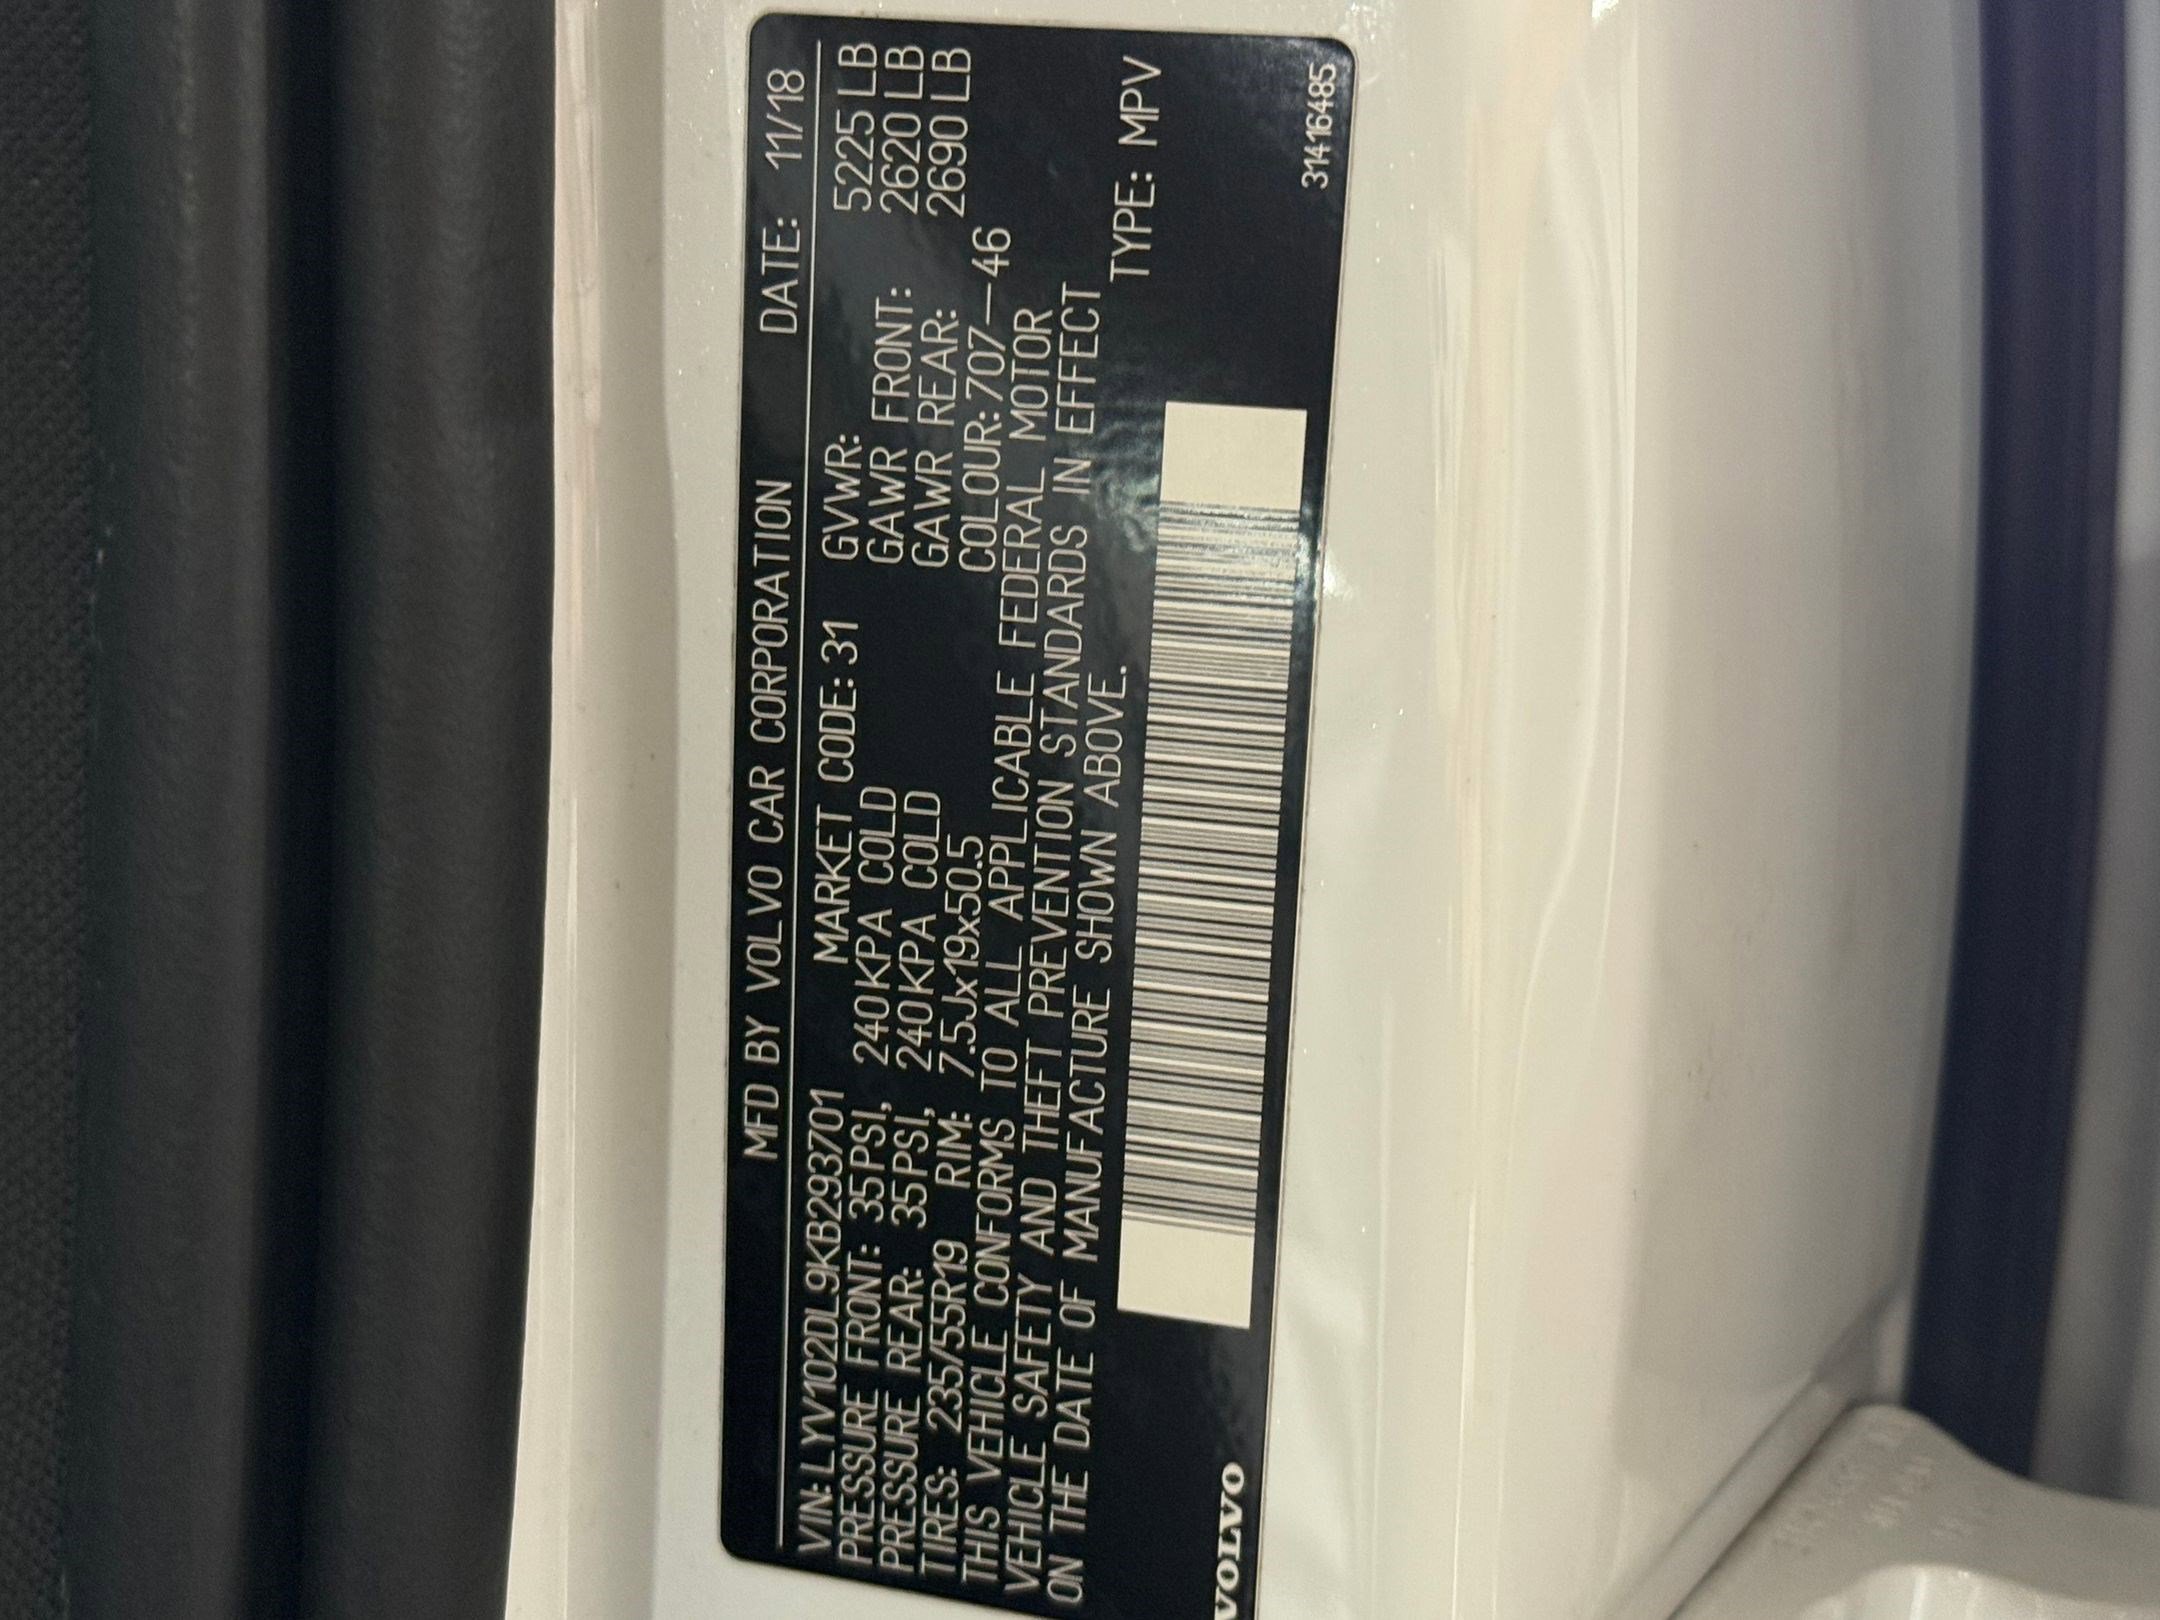 MFD BY VOLVO CAR CORPORATION DATE: 11/18
VIN: LYV102DL9KB293701 MARKET CODE: 31 GVWR: 5225 LB
PRESSURE FRONT: 35PSI, 240KPA COLD GAWR FRONT: 2620 LB
PRESSURE REAR: 35PSI, 240KPA COLD GAWR REAR: 2690 LB
TIRES: 235/55R19 RIM: 7.5Jx19x50.5 COLOUR: 707-46
THIS VEHICLE CONFORMS TO ALL APPLICABLE FEDERAL MOTOR
VEHICLE SAFETY AND THEFT PREVENTION STANDARDS IN EFFECT
ON THE DATE OF MANUFACTURE SHOWN ABOVE. TYPE: MPV
VOLVO
31416485